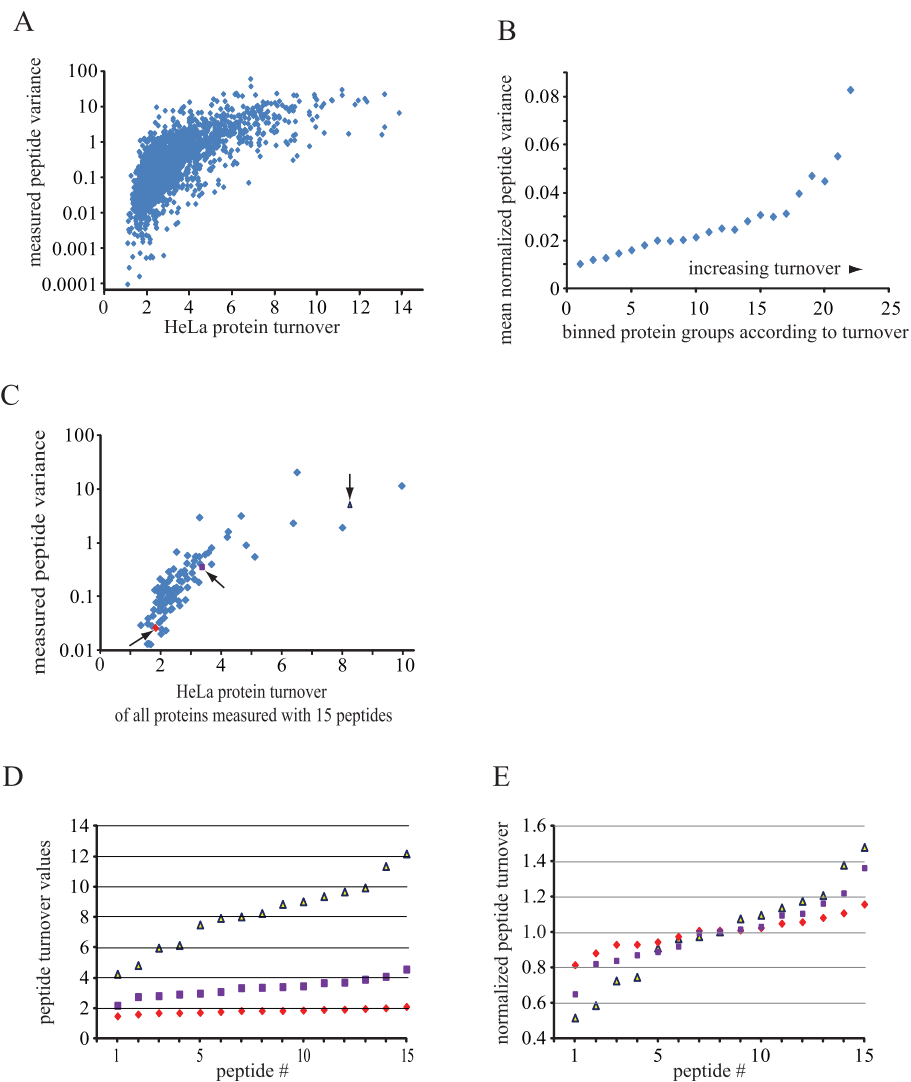 A
measured peptide variance
100
10
1
0.1
0.01
0.001
0.0001
0 2 4 6 8 10 12 14
HeLa protein turnover
B
mean normalized peptide variance
0.08
0.06
0.04
0.02
0
increasing turnover ►
0 5 10 15 20 25
binned protein groups according to turnover
C
measured peptide variance
100
10
1
0.1
0.01
0 2 4 6 8 10
HeLa protein turnover
of all proteins measured with 15 peptides
D
peptide turnover values
14
12
10
8
6
4
2
0
1 5 10 15
peptide #
E
normalized peptide turnover
1.6
1.4
1.2
1.0
0.8
0.6
0.4
1 5 10 15
peptide #